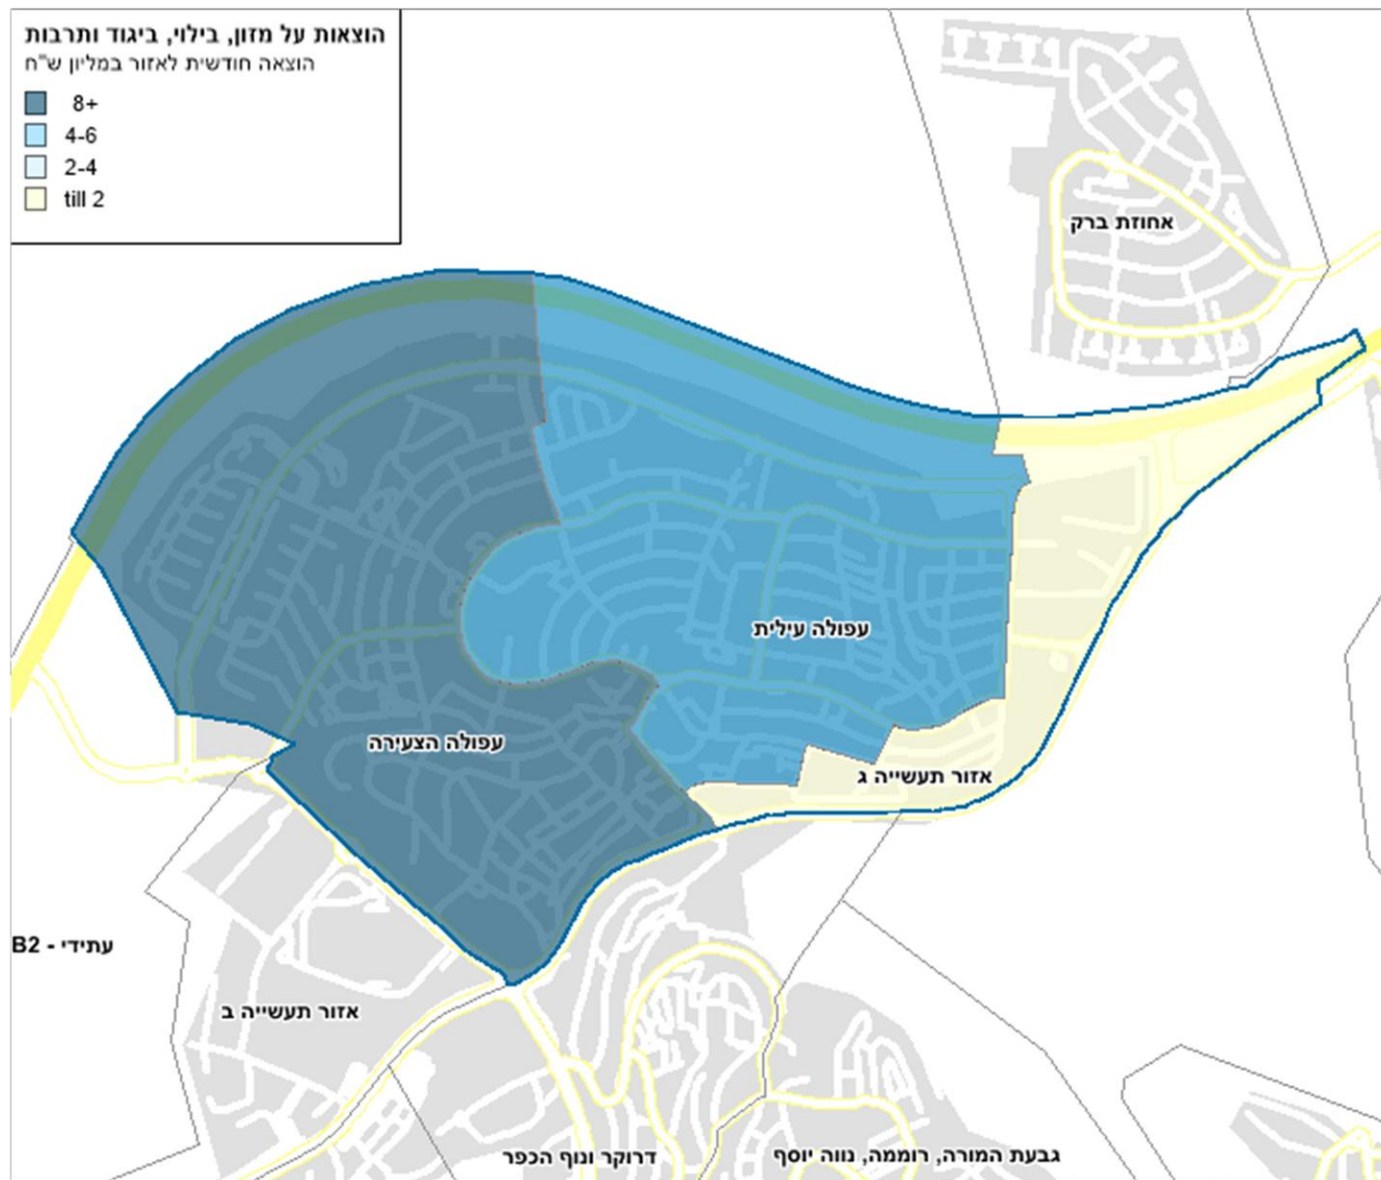 הוצאות על מזון, בילוי, ביגוד ותרבות
הוצאה חודשית לאזור במליון ש"ח
8+
4-6
2-4
till 2
אחוזת ברק
עפולה עילית
עפולה הצעירה
אזור תעשייה ג
עתידי - B2
אזור תעשייה ב
גבעת המורה, רוממה, נווה יוסף
דרוקר ונוף הכפר